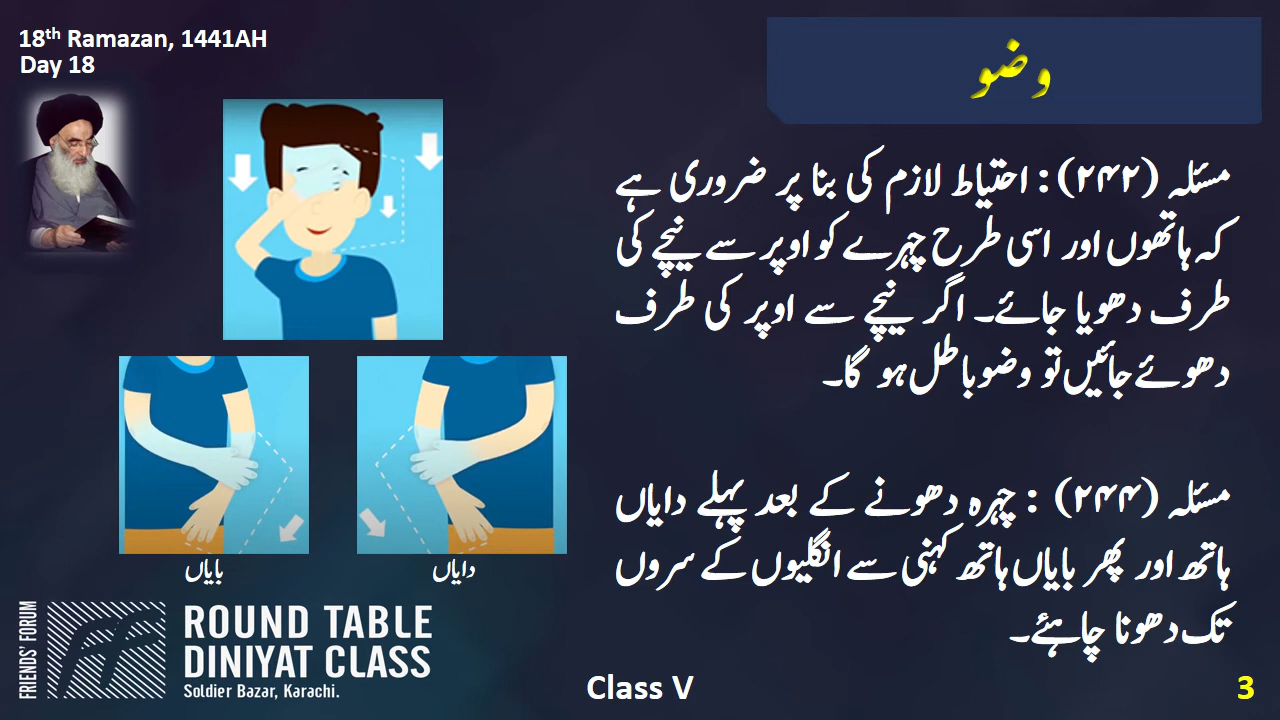 18th Ramazan, 1441AH
Day 18
وضو
مسئلہ (۲۴۲): احتیاط لازم کی بنا پر ضروری ہے
کہ ہاتھوں اور اسی طرح چہرے کو اوپر سے نیچے کی
طرف دھویا جائے۔ اگر نیچے سے اوپر کی طرف
دھوئے جائیں تو وضو باطل ہو گا۔
مسئلہ (۲۴۴) : چہرہ دھونے کے بعد پہلے دایاں
ہاتھ اور پھر بایاں ہاتھ کہنی سے انگلیوں کے سروں
تک دھونا چاہئے۔
دایاں
بایاں
FRIENDS' FORUM
ff
ROUND TABLE
DINIYAT CLASS
Soldier Bazar, Karachi.
Class V
3